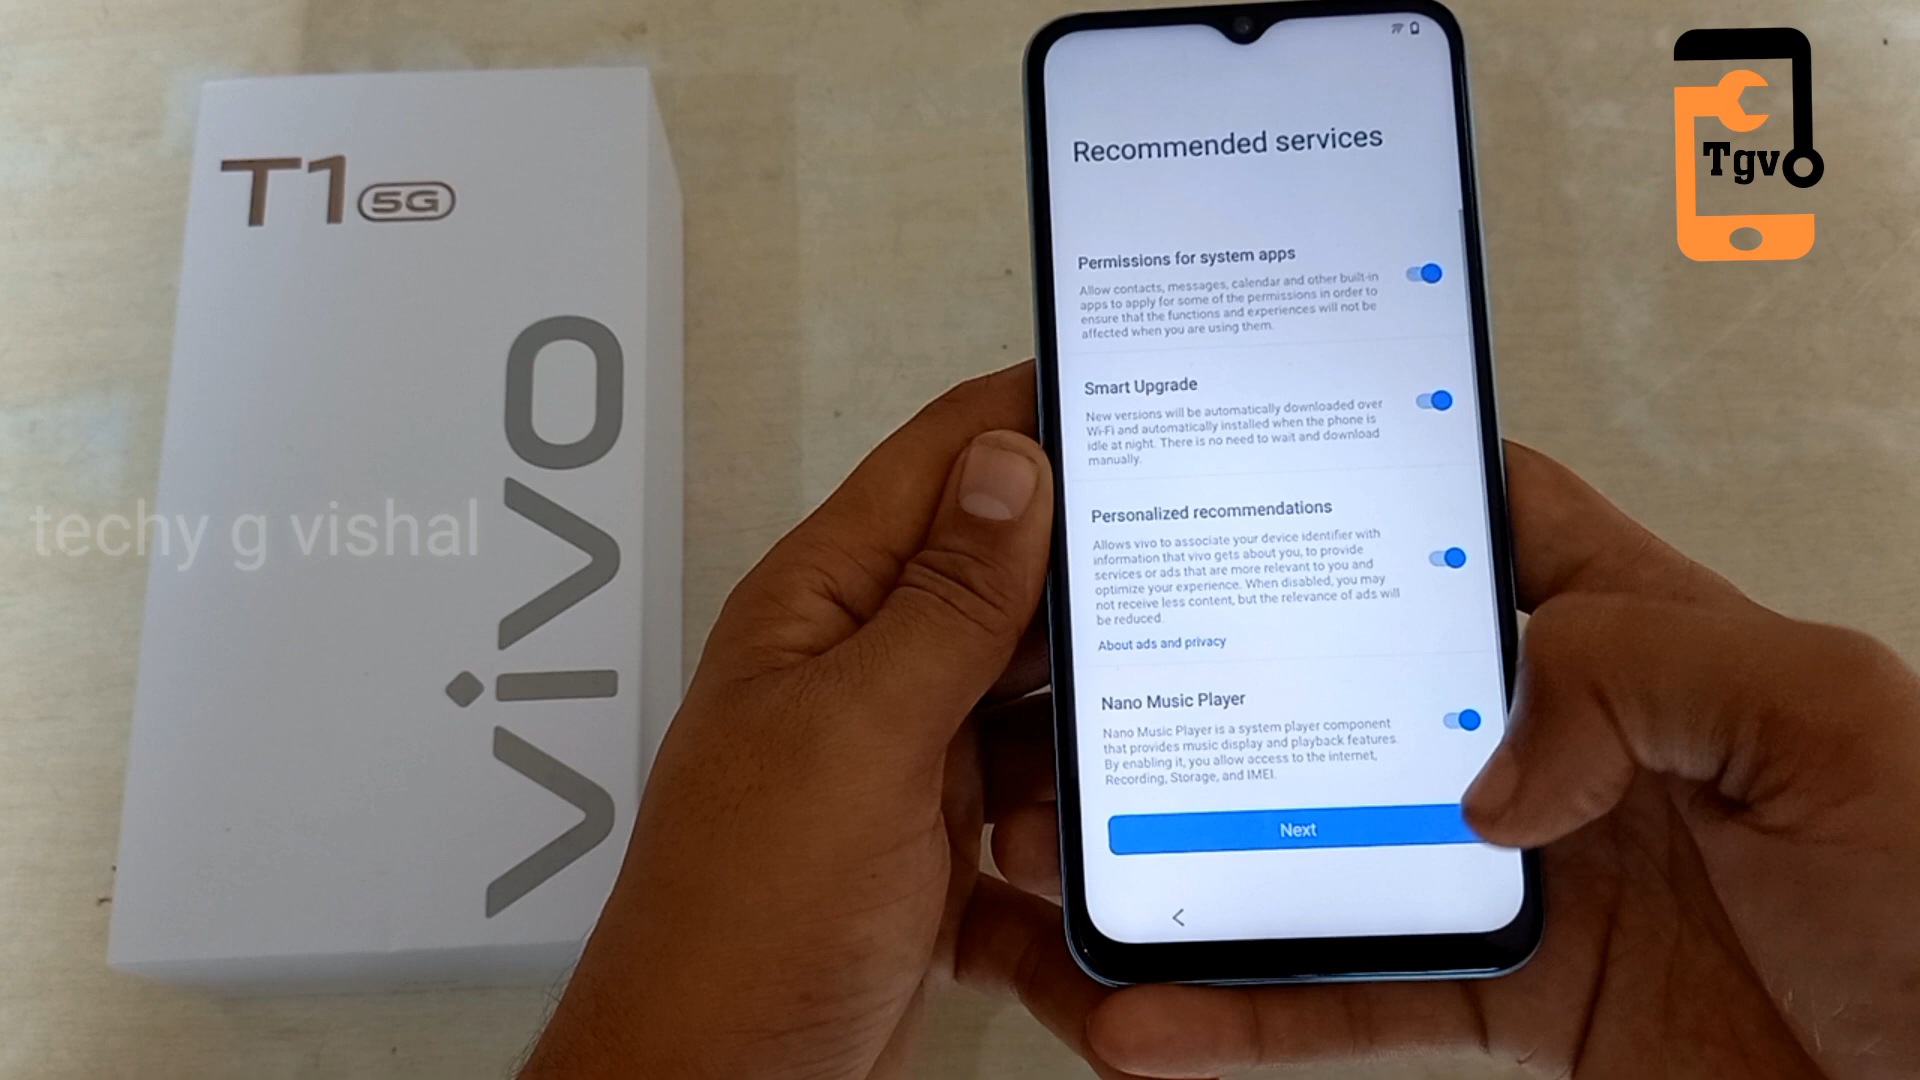 T1 5G
vivo
techy g vishal
Recommended services
Permissions for system apps
Allow contacts, messages, calendar and other built-in
apps to apply for some of the permissions in order to
ensure that the functions and experiences will not be
affected when you are using them.
Smart Upgrade
New versions will be automatically downloaded over
Wi-Fi and automatically installed when the phone is
idle at night. There is no need to wait and download
manually.
Personalized recommendations
Allows vivo to associate your device identifier with
information that vivo gets about you, to provide
services or ads that are more relevant to you and
optimize your experience. When disabled, you may
not receive less content, but the relevance of ads will
be reduced.
About ads and privacy
Nano Music Player
Nano Music Player is a system player component
that provides music display and playback features.
By enabling it, you allow access to the internet,
Recording, Storage, and IMEI.
Next
Tgv